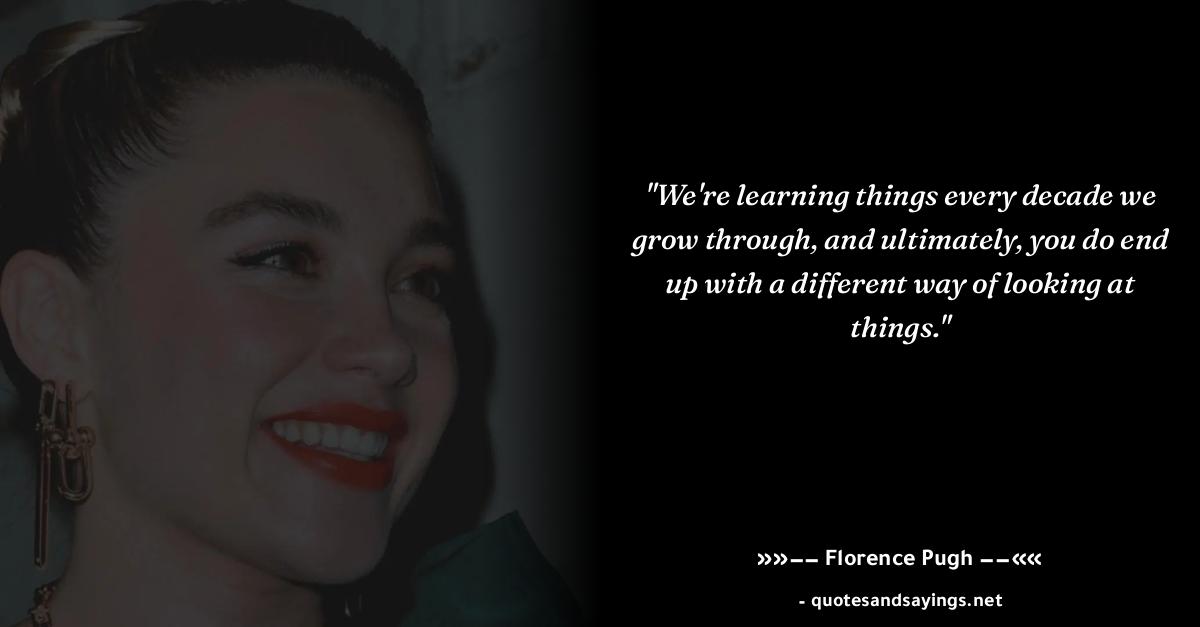 "We're learning things every decade we
grow through, and ultimately, you do end
up with a different way of looking at
things."
»»−− Florence Pugh −−««
- quotesandsayings.net